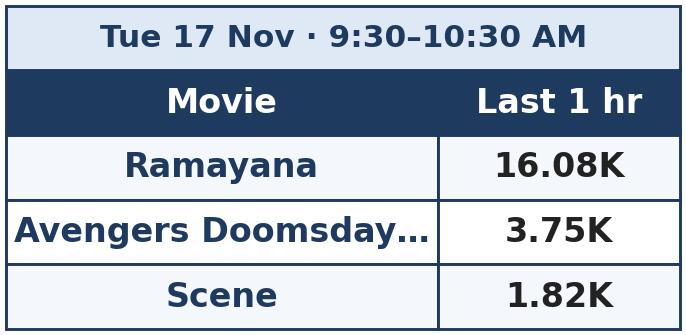 Tue 17 Nov · 9:30–10:30 AM
Movie Last 1 hr
Ramayana 16.08K
Avengers Doomsday... 3.75K
Scene 1.82K